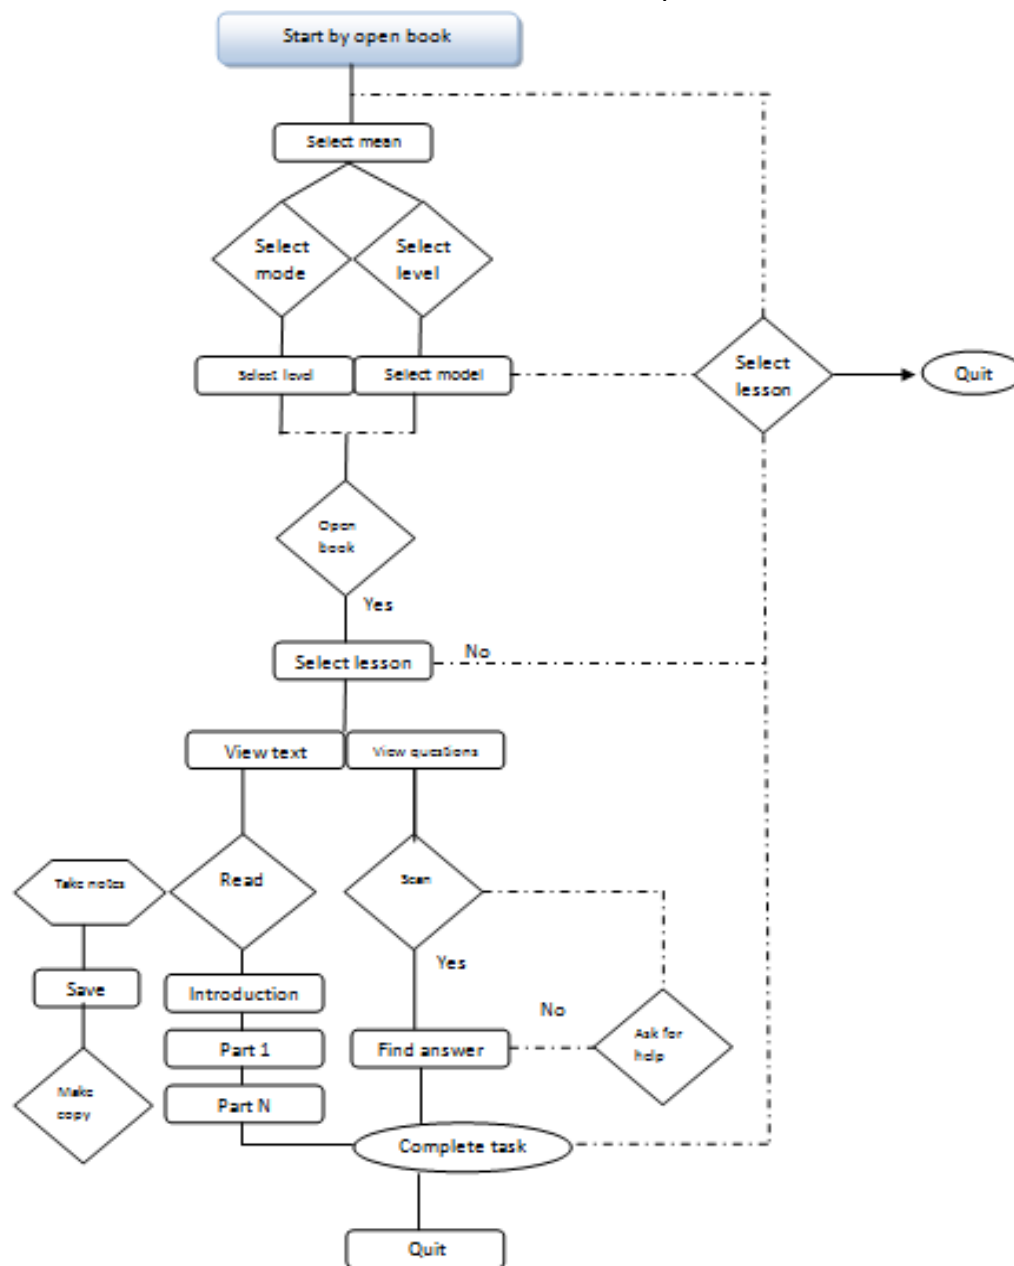 Start by open book
Select mean
Select
mode
Select
level
Select level
Select model
Select
lesson
Quit
Open
book
Yes
Select lesson
No
View text
View questions
Take notes
Read
Scan
Yes
Save
Introduction
No
Part 1
Find answer
Ask for
help
Make
copy
Part N
Complete task
Quit